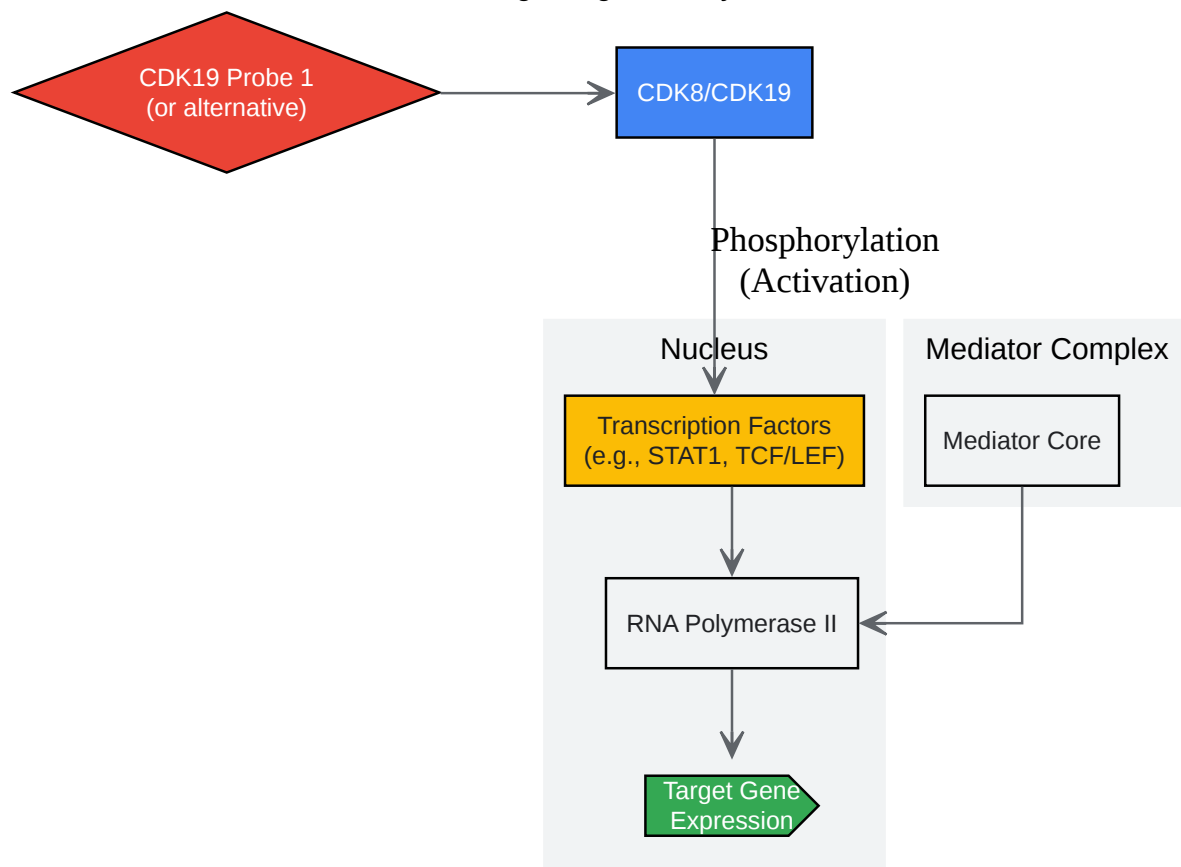 CDK19 Probe 1
(or alternative)
CDK8/CDK19
Phosphorylation
(Activation)
Nucleus
Mediator Complex
Transcription Factors
(e.g., STAT1, TCF/LEF)
Mediator Core
RNA Polymerase II
Target Gene
Expression